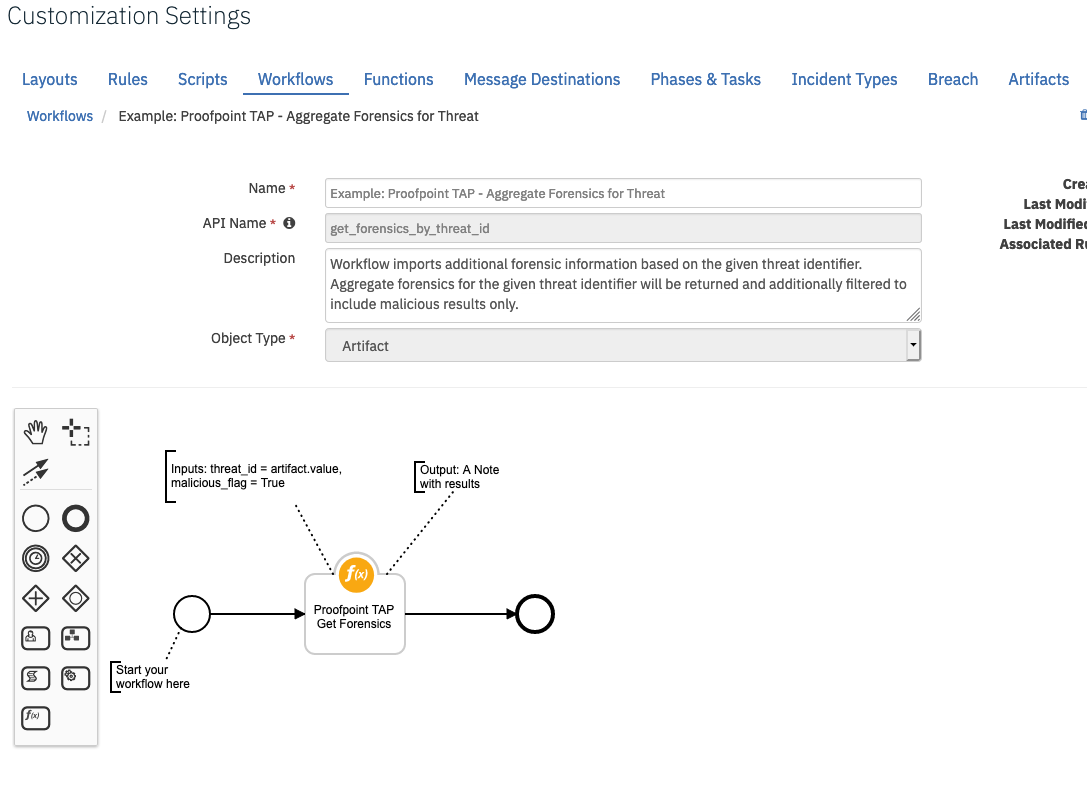 Customization Settings
Layouts Rules Scripts Workflows Functions Message Destinations Phases & Tasks Incident Types Breach Artifacts
Workflows / Example: Proofpoint TAP - Aggregate Forensics for Threat
Name * Example: Proofpoint TAP - Aggregate Forensics for Threat
Crea
Last Modi
API Name * get_forensics_by_threat_id
Last Modified
Associated Ru
Description
Workflow imports additional forensic information based on the given threat identifier.
Aggregate forensics for the given threat identifier will be returned and additionally filtered to
include malicious results only.
Object Type * Artifact
Inputs: threat_id = artifact.value,
malicious_flag = True
Output: A Note
with results
f(x)
Proofpoint TAP
Get Forensics
Start your
workflow here
f(x)